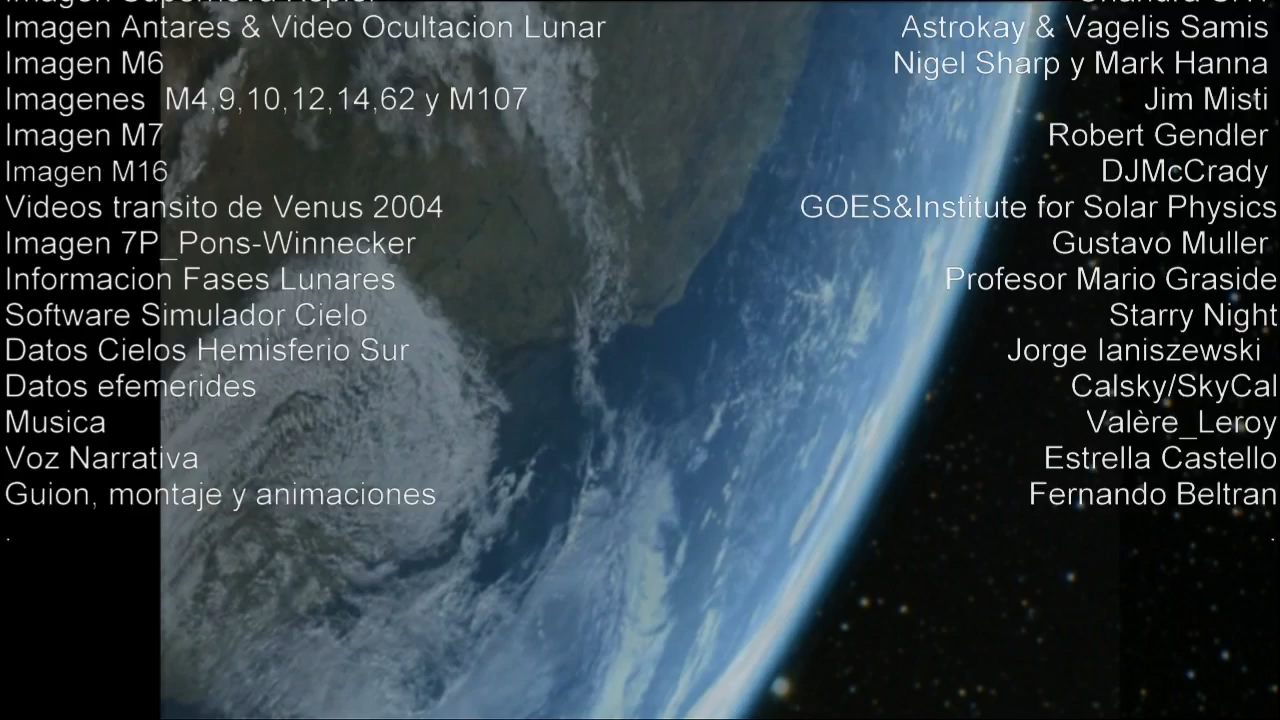 Imagen Supernova Kepler
Imagen Antares & Video Ocultacion Lunar Astrokay & Vagelis Samis
Imagen M6 Nigel Sharp y Mark Hanna
Imagenes M4,9,10,12,14,62 y M107 Jim Misti
Imagen M7 Robert Gendler
Imagen M16 DJMcCrady
Videos transito de Venus 2004 GOES&Institute for Solar Physics
Imagen 7P_Pons-Winnecker Gustavo Muller
Informacion Fases Lunares Profesor Mario Graside
Software Simulador Cielo Starry Night
Datos Cielos Hemisferio Sur Jorge Ianiszewski
Datos efemerides Calsky/SkyCal
Musica Valère_Leroy
Voz Narrativa Estrella Castello
Guion, montaje y animaciones Fernando Beltran
. .